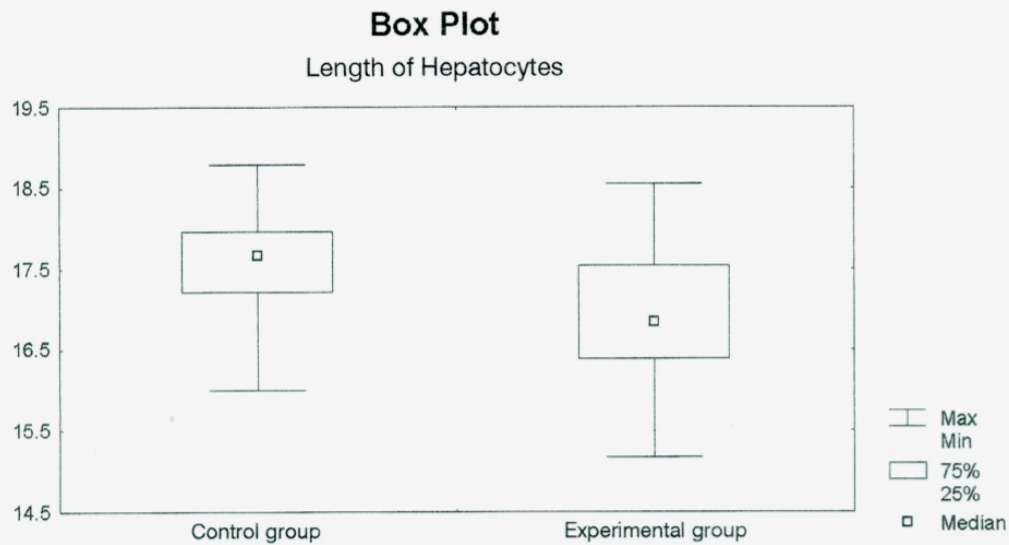 Box Plot
Length of Hepatocytes
19.5
18.5
17.5
16.5
15.5
14.5
Control group
Experimental group
Max
Min
75%
25%
Median